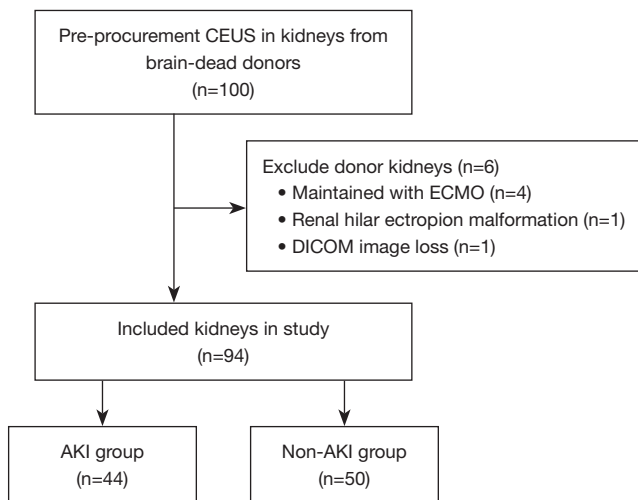 Pre-procurement CEUS in kidneys from
brain-dead donors
(n=100)
Exclude donor kidneys (n=6)
• Maintained with ECMO (n=4)
• Renal hilar ectropion malformation (n=1)
• DICOM image loss (n=1)
Included kidneys in study
(n=94)
AKI group
(n=44)
Non-AKI group
(n=50)